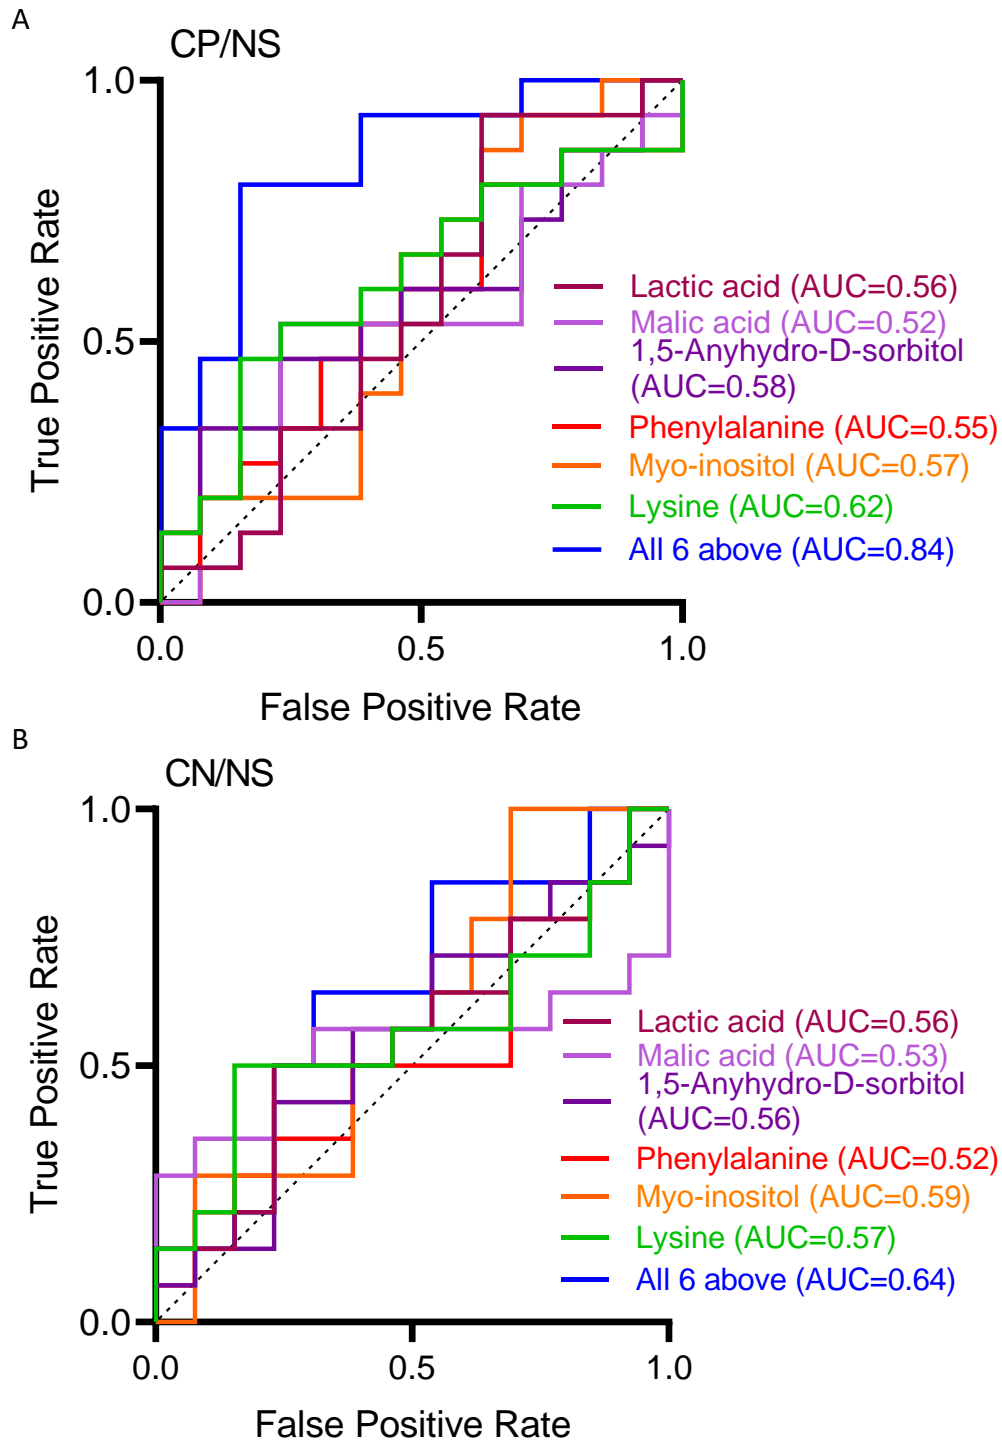 A
CP/NS
1.0
0.5
0.0
0.0 0.5 1.0
True Positive Rate
False Positive Rate
Lactic acid (AUC=0.56)
Malic acid (AUC=0.52)
1,5-Anyhydro-D-sorbitol
(AUC=0.58)
Phenylalanine (AUC=0.55)
Myo-inositol (AUC=0.57)
Lysine (AUC=0.62)
All 6 above (AUC=0.84)
B
CN/NS
1.0
0.5
0.0
0.0 0.5 1.0
True Positive Rate
False Positive Rate
Lactic acid (AUC=0.56)
Malic acid (AUC=0.53)
1,5-Anyhydro-D-sorbitol
(AUC=0.56)
Phenylalanine (AUC=0.52)
Myo-inositol (AUC=0.59)
Lysine (AUC=0.57)
All 6 above (AUC=0.64)